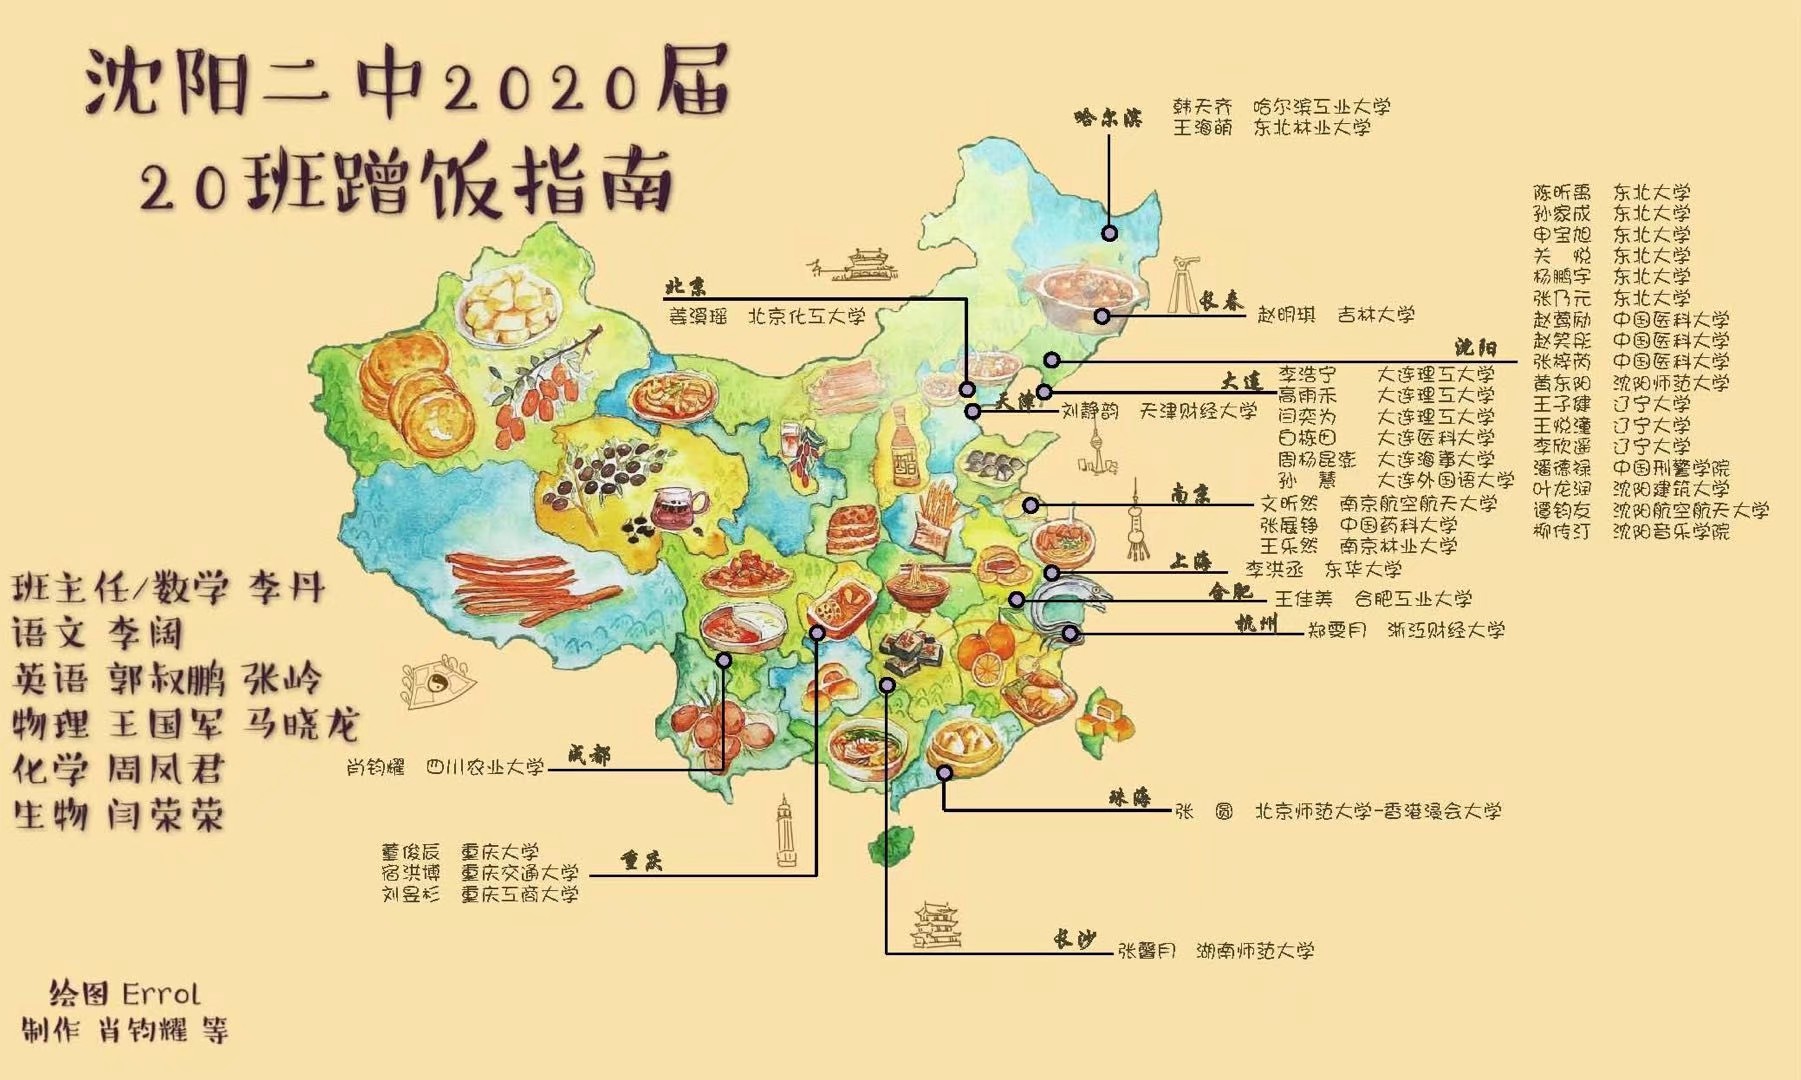 沈阳二中2020届
20班蹭饭指南
哈尔滨
韩天齐 哈尔滨工业大学
王海萌 东北林业大学
北京
姜溟瑶 北京化工大学
长春
赵明琪 吉林大学
沈阳
陈昕禹 东北大学
孙家成 东北大学
申宝旭 东北大学
关 悦 东北大学
杨鹏宇 东北大学
张乃元 东北大学
赵莺励 中国医科大学
赵笑彤 中国医科大学
张梓芮 中国医科大学
黄东阳 沈阳师范大学
王子健 辽宁大学
王悦潼 辽宁大学
李欣遥 辽宁大学
潘德禄 中国刑警学院
叶龙润 沈阳建筑大学
谭钧友 沈阳航空航天大学
柳传汀 沈阳音乐学院
大连
李浩宁 大连理工大学
高雨禾 大连理工大学
闫奕为 大连理工大学
白栋田 大连医科大学
周杨昆澎 大连海事大学
孙 慧 大连外国语大学
天津
刘静韵 天津财经大学
南京
文昕然 南京航空航天大学
张展铮 中国药科大学
王乐然 南京林业大学
上海
李洪丞 东华大学
合肥
王佳美 合肥工业大学
杭州
郑雯月 浙江财经大学
班主任/数学 李丹
语文 李阔
英语 郭叔鹏 张岭
物理 王国军 马晓龙
化学 周凤君
生物 闫荣荣
成都
肖钧耀 四川农业大学
珠海
张 圆 北京师范大学-香港浸会大学
重庆
董俊辰 重庆大学
宿洪博 重庆交通大学
刘昱杉 重庆工商大学
长沙
张馨月 湖南师范大学
绘图 Errol
制作 肖钧耀 等
醋